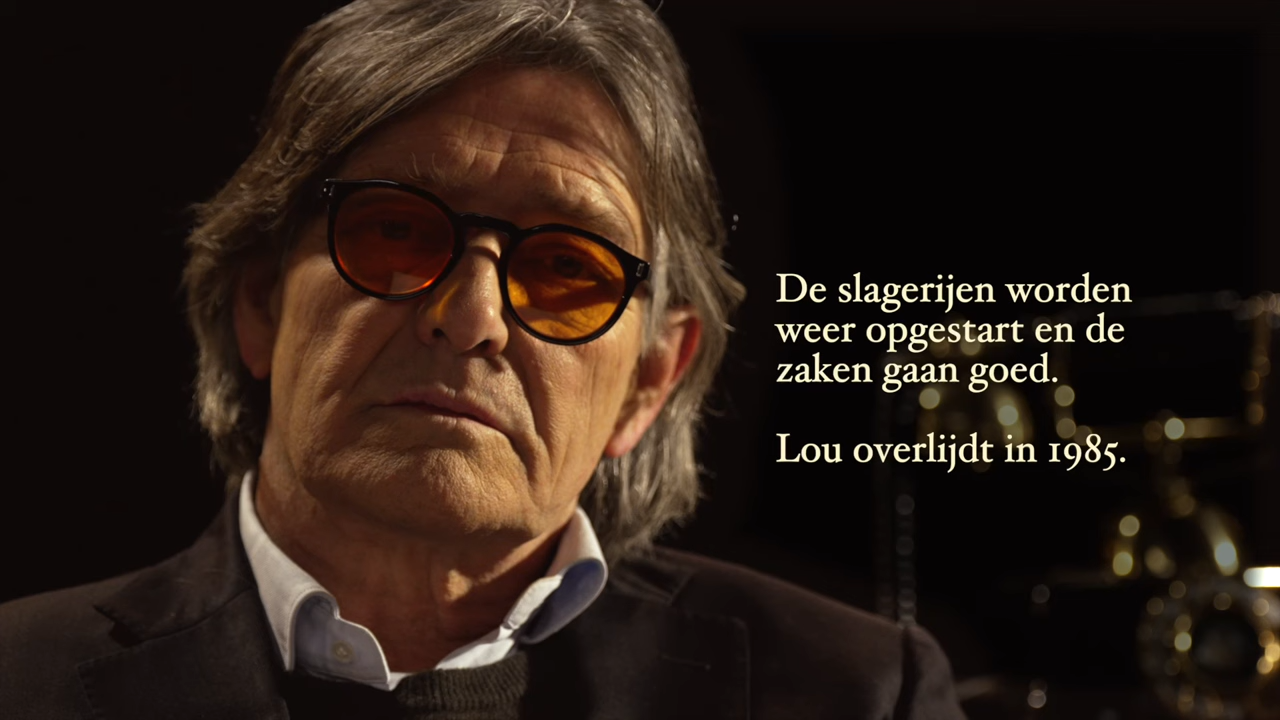 De slagerijen worden
weer opgestart en de
zaken gaan goed.
Lou overlijdt in 1985.